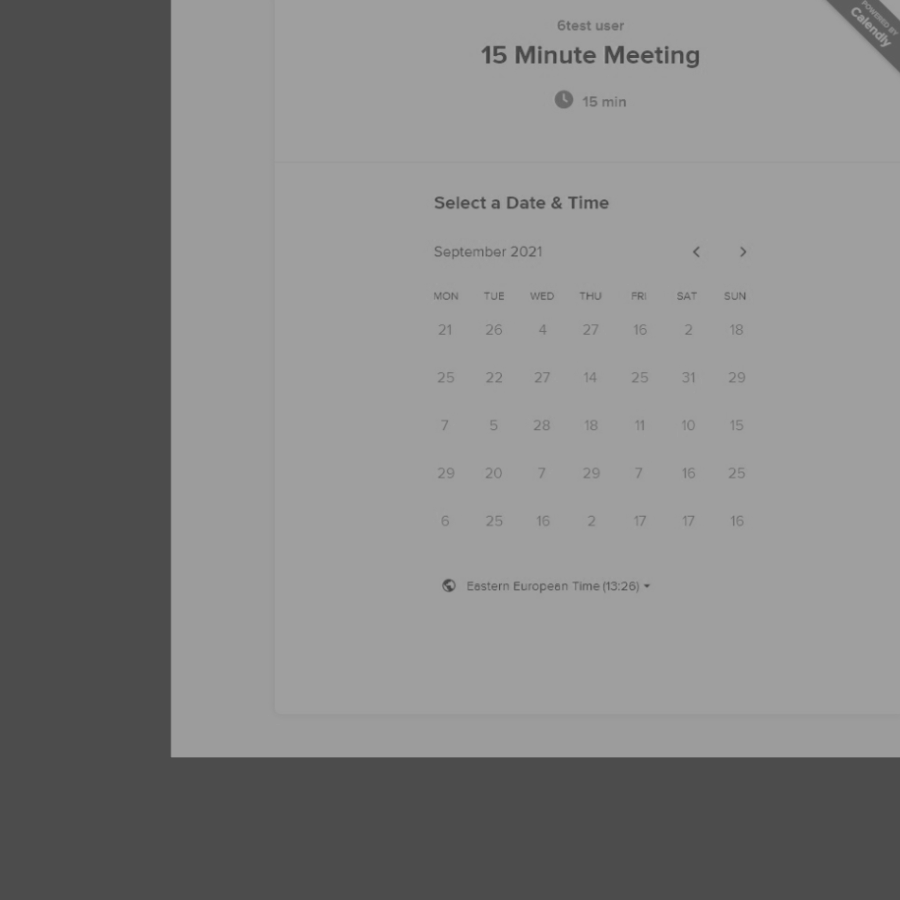 POWERED BY
Calendly
6test user
15 Minute Meeting
15 min
Select a Date & Time
September 2021
MON TUE WED THU FRI SAT SUN
21 26 4 27 16 2 18
25 22 27 14 25 31 29
7 5 28 18 11 10 15
29 20 7 29 7 16 25
6 25 16 2 17 17 16
Eastern European Time (13:26)